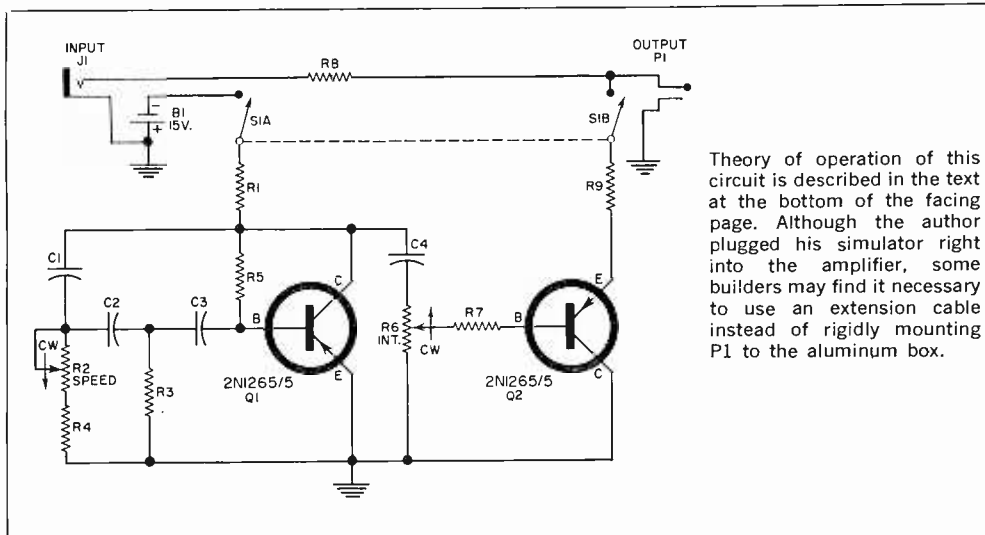 INPUT
J1
R8
OUTPUT
P1
B1
15V.
-
+
S1A
S1B
R1
R9
C1
C2
C3
R5
C4
B
C
E
CW
R2
SPEED
R3
R4
2N1265/5
Q1
R6
INT.
CW
R7
B
E
C
2N1265/5
Q2
Theory of operation of this
circuit is described in the text
at the bottom of the facing
page. Although the author
plugged his simulator right
into the amplifier, some
builders may find it necessary
to use an extension cable
instead of rigidly mounting
P1 to the aluminum box.